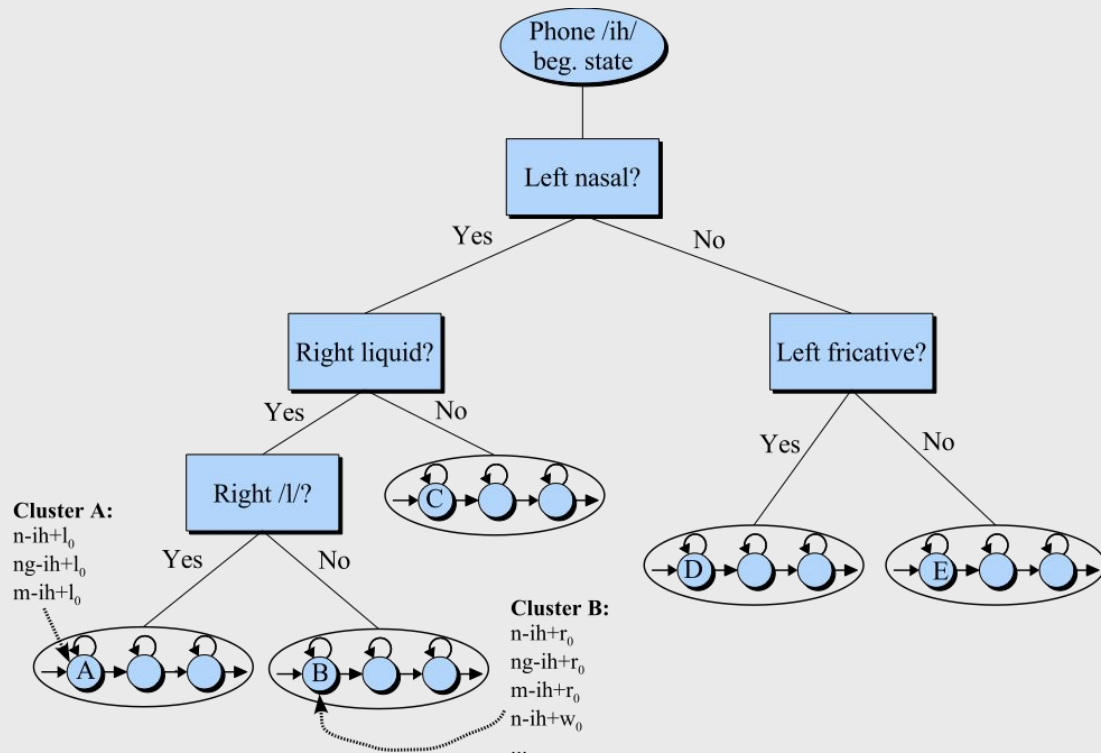 Phone /ih/
beg. state
Left nasal?
Yes
No
Right liquid?
Left fricative?
Yes
No
Yes
No
Right /l/?
C
Cluster A:
n-ih+l₀
ng-ih+l₀
m-ih+l₀
Yes
No
D
E
Cluster B:
n-ih+r₀
ng-ih+r₀
m-ih+r₀
n-ih+w₀
...
A
B